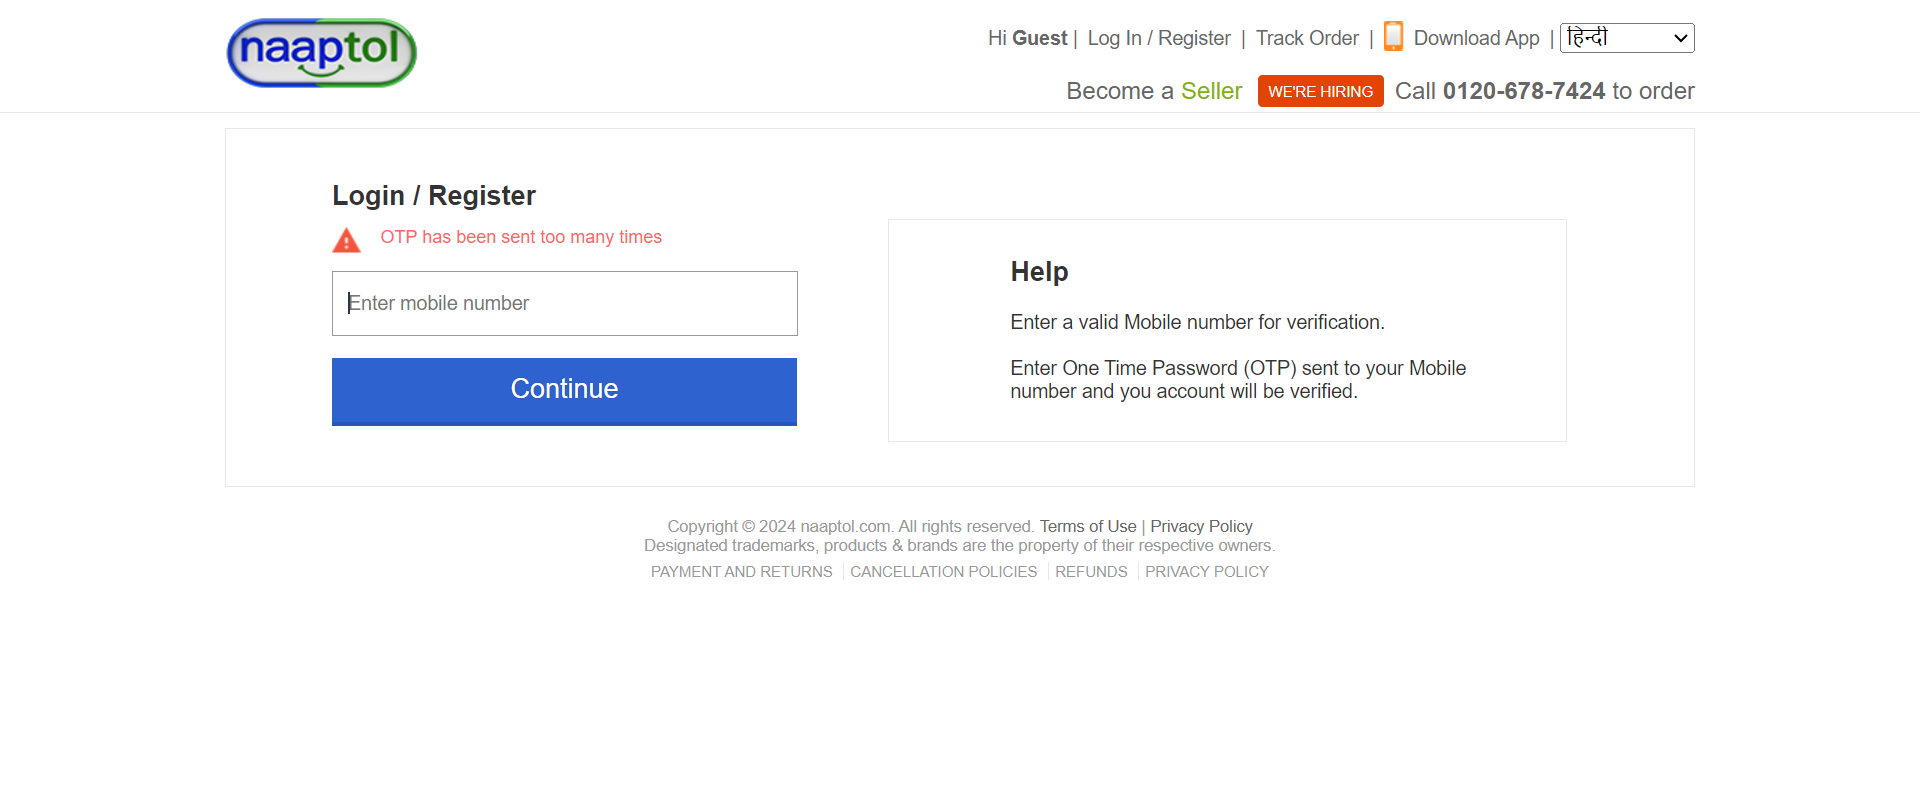 naaptol
Hi Guest | Log In / Register | Track Order | Download App | हिन्दी
Become a Seller WE'RE HIRING Call 0120-678-7424 to order
Login / Register
OTP has been sent too many times
Enter mobile number
Continue
Help
Enter a valid Mobile number for verification.
Enter One Time Password (OTP) sent to your Mobile
number and you account will be verified.
Copyright © 2024 naaptol.com. All rights reserved. Terms of Use | Privacy Policy
Designated trademarks, products & brands are the property of their respective owners.
PAYMENT AND RETURNS CANCELLATION POLICIES REFUNDS PRIVACY POLICY